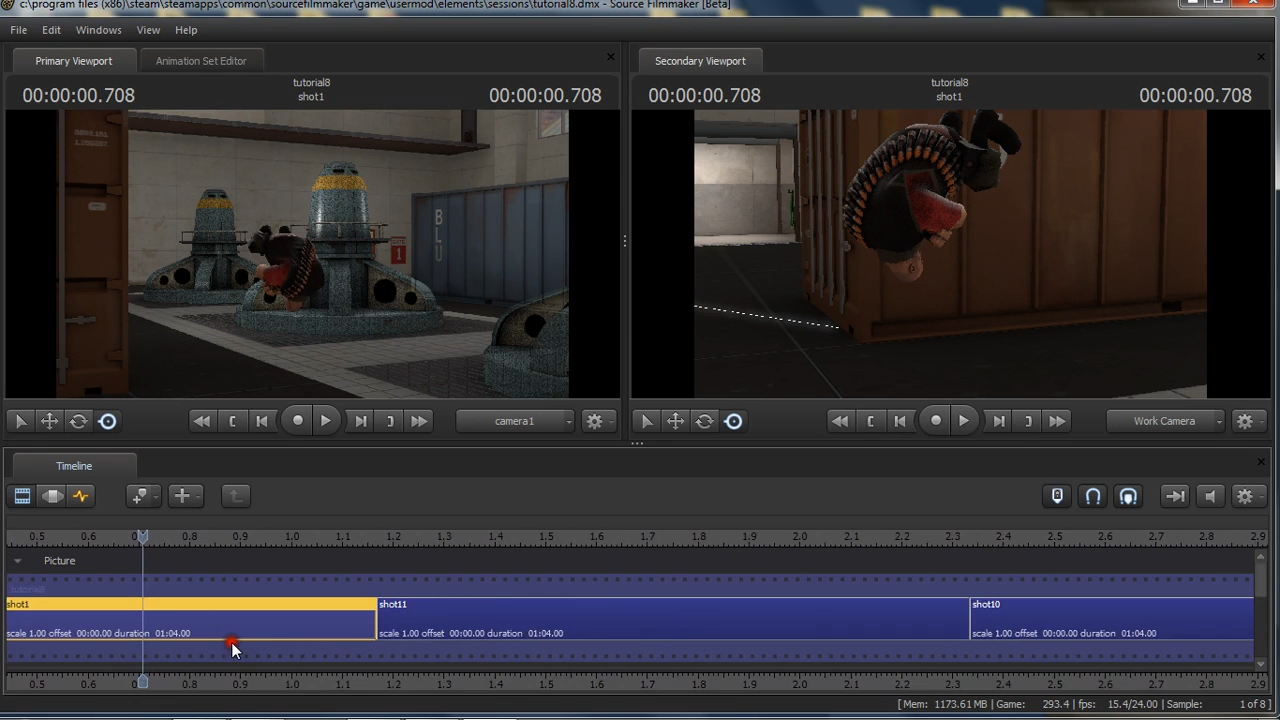 c:\program files (x86)\steam\steamapps\common\sourcefilmmaker\game\usermod\elements\sessions\tutorial8.dmx - Source Filmmaker [Beta]
File Edit Windows View Help
Primary Viewport Animation Set Editor
Secondary Viewport
00:00:00.708 tutorial8 shot1 00:00:00.708
00:00:00.708 tutorial8 shot1 00:00:00.708
BLU
1
camera1
Work Camera
Timeline
0.5 0.6 0.8 0.9 1.0 1.1 1.2 1.3 1.4 1.5 1.6 1.7 1.8 1.9 2.0 2.1 2.2 2.3 2.4 2.5 2.6 2.7 2.8 2.9
Picture
tutorial8
shot1 shot11 shot10
scale 1.00 offset 00:00.00 duration 01:04.00
scale 1.00 offset 00:00.00 duration 01:04.00
scale 1.00 offset 00:00.00 duration 01:04.00
0.5 0.6 0.8 0.9 1.0 1.1 1.2 1.3 1.4 1.5 1.6 1.7 1.8 1.9 2.0 2.1 2.2 2.3 2.4 2.5 2.6 2.7 2.8 2.9
[ Mem: 1173.61 MB | Game: 293.4 | fps: 15.4/24.00 | Sample: 1 of 8 ]